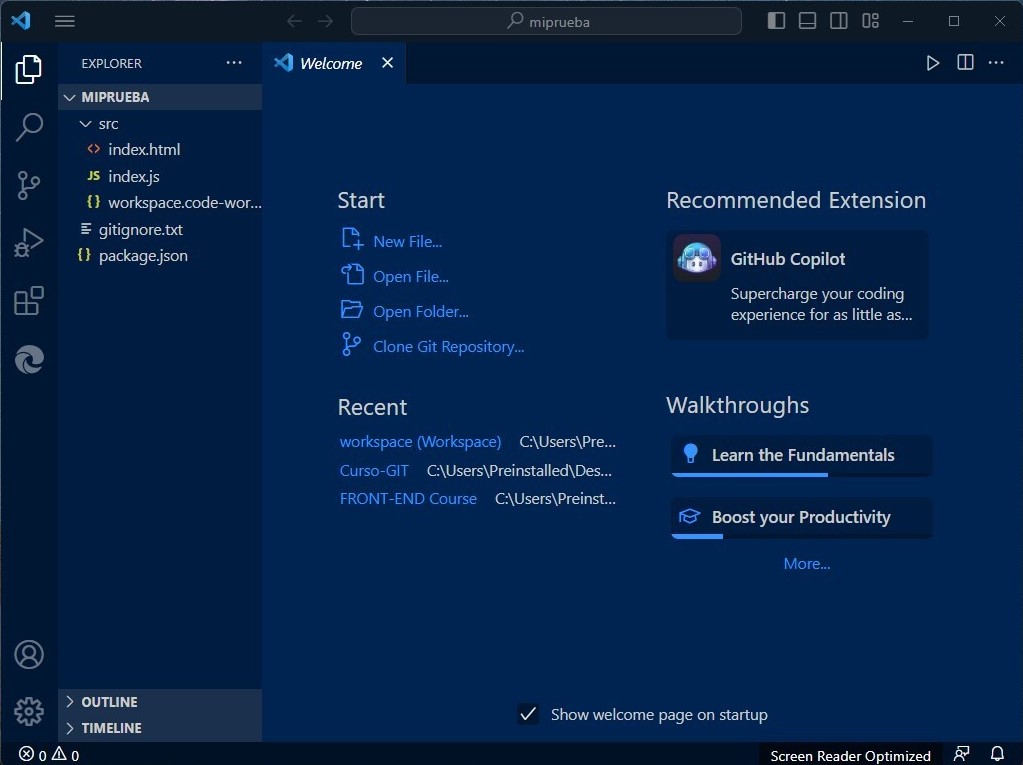 miprueba
EXPLORER
Welcome
MIPRUEBA
src
<> index.html
JS index.js
{} workspace.code-wor...
gitignore.txt
{} package.json
OUTLINE
TIMELINE
Start
New File...
Open File...
Open Folder...
Clone Git Repository...
Recent
workspace (Workspace) C:\Users\Pre...
Curso-GIT C:\Users\Preinstalled\Des...
FRONT-END Course C:\Users\Preinst...
Recommended Extension
GitHub Copilot
Supercharge your coding
experience for as little as...
Walkthroughs
Learn the Fundamentals
Boost your Productivity
More...
Show welcome page on startup
0 0
Screen Reader Optimized